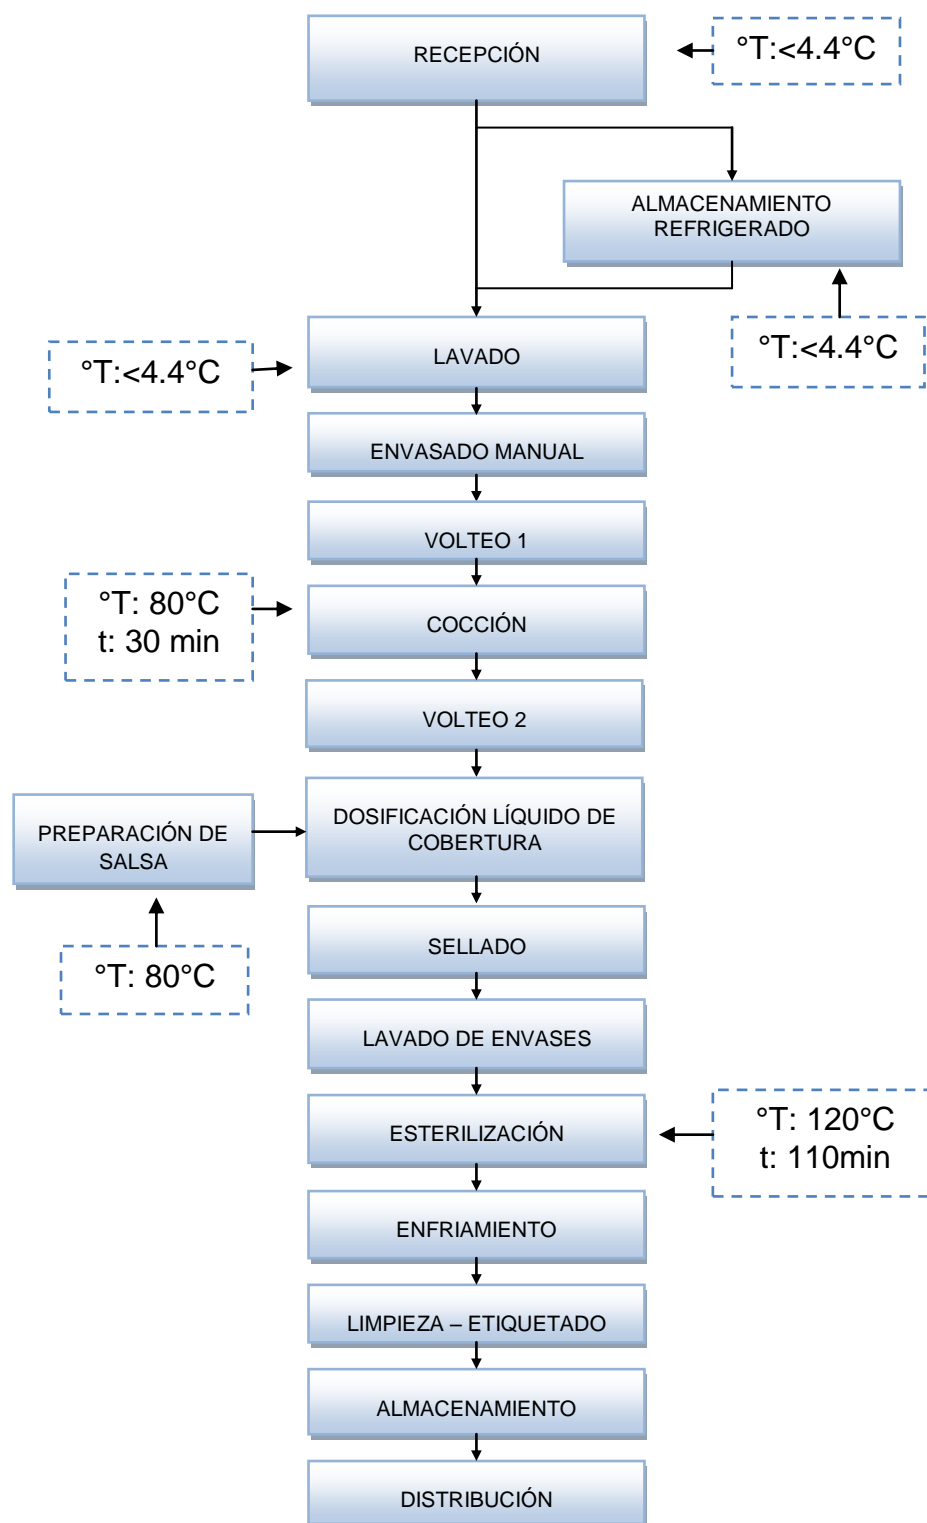 RECEPCIÓN
°T:<4.4°C
ALMACENAMIENTO
REFRIGERADO
°T:<4.4°C
LAVADO
°T:<4.4°C
ENVASADO MANUAL
VOLTEO 1
°T: 80°C
t: 30 min
COCCIÓN
VOLTEO 2
PREPARACIÓN DE
SALSA
DOSIFICACIÓN LÍQUIDO DE
COBERTURA
°T: 80°C
SELLADO
LAVADO DE ENVASES
ESTERILIZACIÓN
°T: 120°C
t: 110min
ENFRIAMIENTO
LIMPIEZA – ETIQUETADO
ALMACENAMIENTO
DISTRIBUCIÓN